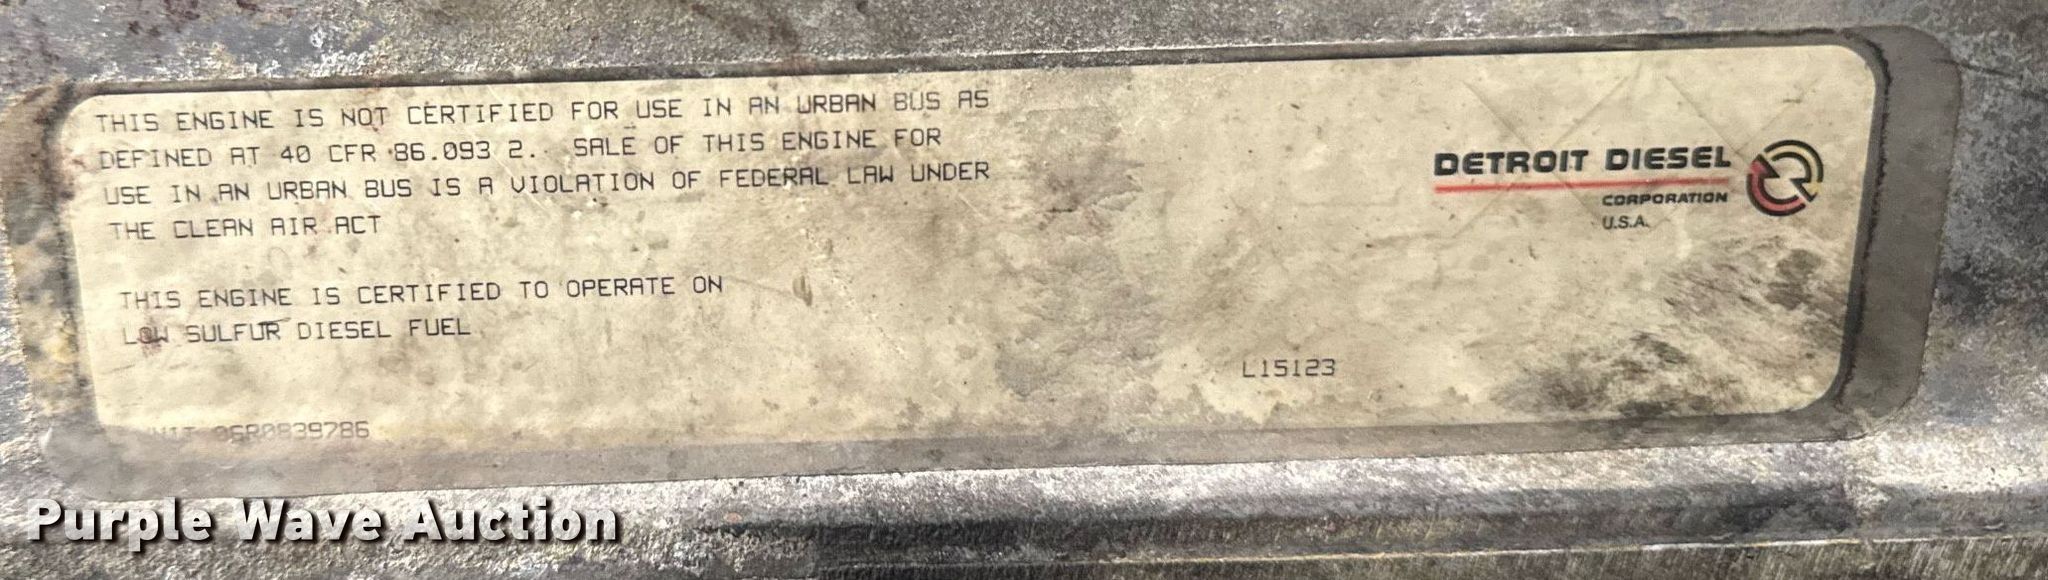 THIS ENGINE IS NOT CERTIFIED FOR USE IN AN URBAN BUS AS
DEFINED AT 40 CFR 86.093 2. SALE OF THIS ENGINE FOR
USE IN AN URBAN BUS IS A VIOLATION OF FEDERAL LAW UNDER
THE CLEAN AIR ACT
THIS ENGINE IS CERTIFIED TO OPERATE ON
LOW SULFUR DIESEL FUEL
DETROIT DIESEL
CORPORATION
U.S.A.
L15123
06R0839786
Purple Wave Auction